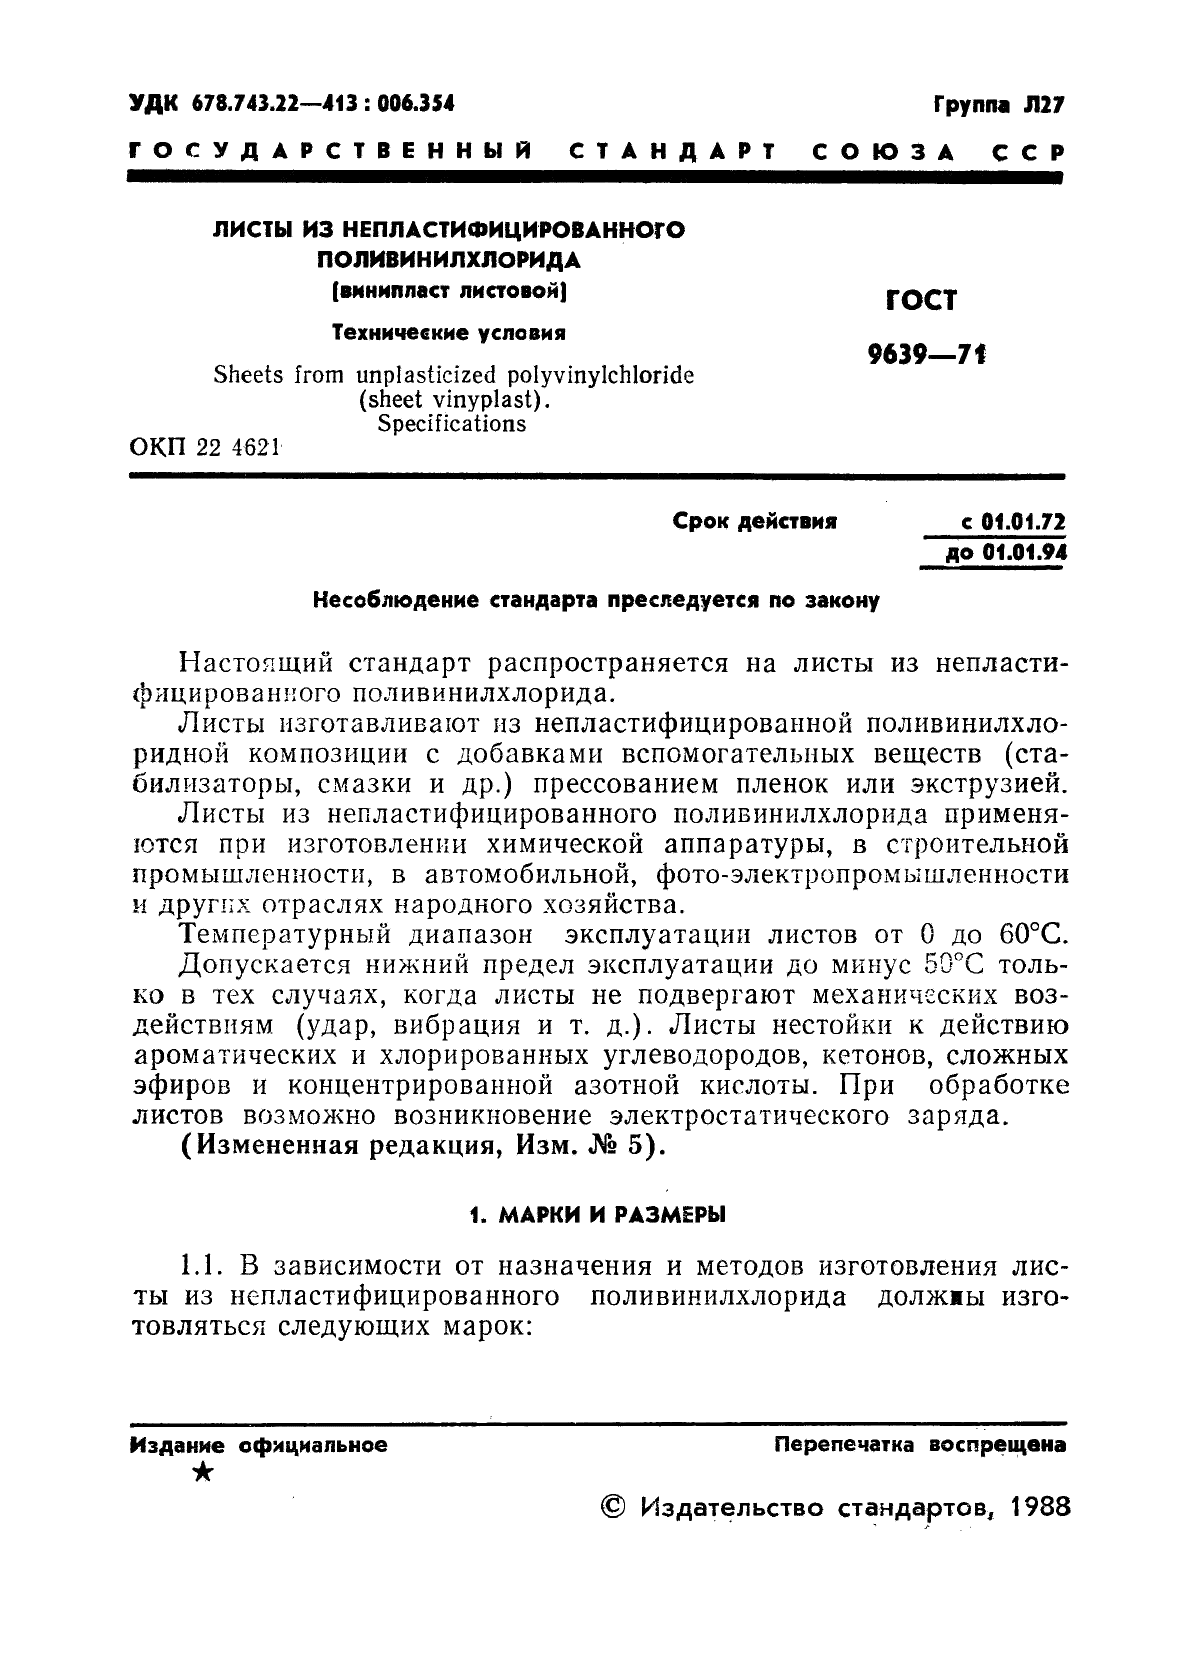 УДК 678.743.22—413 : 006.354 Группа Л27
ГОСУДАРСТВЕННЫЙ СТАНДАРТ СОЮЗА ССР
ЛИСТЫ ИЗ НЕПЛАСТИФИЦИРОВАННОГО
ПОЛИВИНИЛХЛОРИДА
(винипласт листовой)
Технические условия
Sheets from unplasticized polyvinylchloride
(sheet vinyplast).
Specifications
ГОСТ
9639—71
ОКП 22 4621
Срок действия с 01.01.72
до 01.01.94
Несоблюдение стандарта преследуется по закону
Настоящий стандарт распространяется на листы из непласти-
фицированного поливинилхлорида.
Листы изготавливают из непластифицированной поливинилхло-
ридной композиции с добавками вспомогательных веществ (ста-
билизаторы, смазки и др.) прессованием пленок или экструзией.
Листы из непластифицированного поливинилхлорида применя-
ются при изготовлении химической аппаратуры, в строительной
промышленности, в автомобильной, фото-электропромышленности
и других отраслях народного хозяйства.
Температурный диапазон эксплуатации листов от 0 до 60°С.
Допускается нижний предел эксплуатации до минус 50°С толь-
ко в тех случаях, когда листы не подвергают механических воз-
действиям (удар, вибрация и т. д.). Листы нестойки к действию
ароматических и хлорированных углеводородов, кетонов, сложных
эфиров и концентрированной азотной кислоты. При обработке
листов возможно возникновение электростатического заряда.
(Измененная редакция, Изм. № 5).
1. МАРКИ И РАЗМЕРЫ
1.1. В зависимости от назначения и методов изготовления лис-
ты из непластифицированного поливинилхлорида должны изго-
товляться следующих марок:
Издание официальное Перепечатка воспрещена
★
© Издательство стандартов, 1988